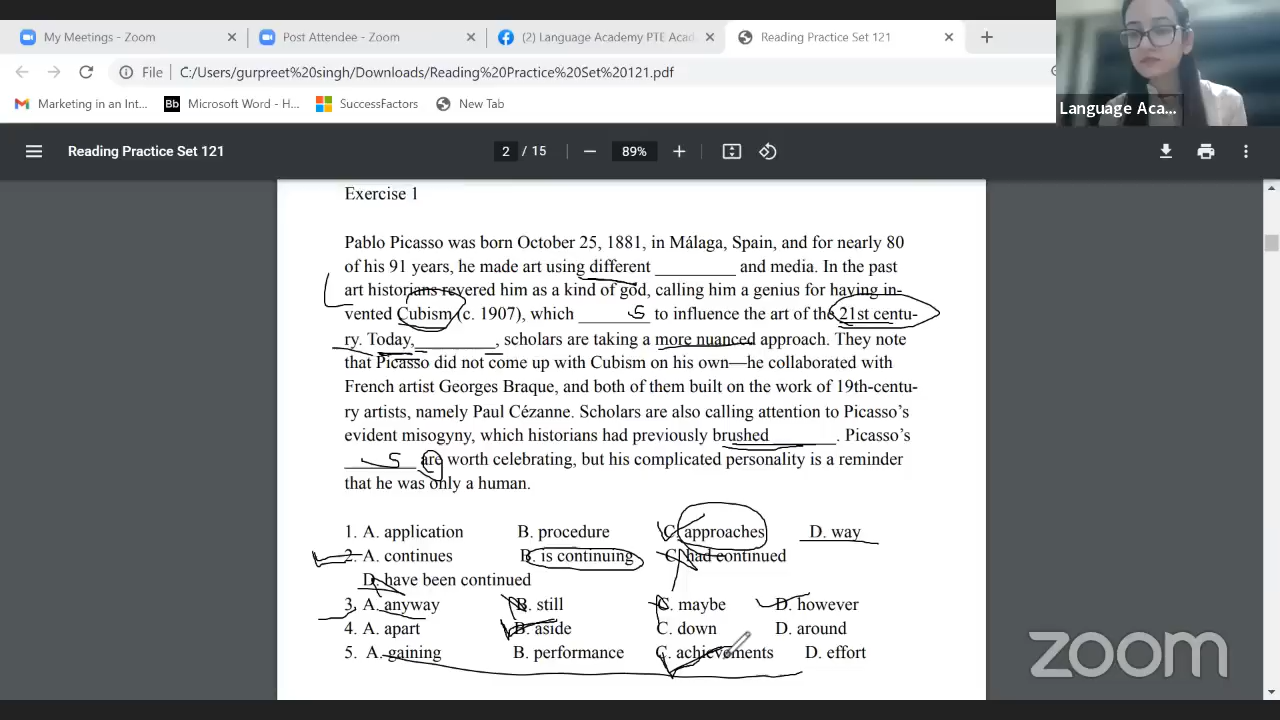 My Meetings - Zoom
Post Attendee - Zoom
(2) Language Academy PTE Acad
Reading Practice Set 121
File C:/Users/gurpreet%20singh/Downloads/Reading%20Practice%20Set%20121.pdf
Marketing in an Int... Bb Microsoft Word - H... SuccessFactors New Tab
Language Aca...
Reading Practice Set 121 2 / 15 89%
Exercise 1
Pablo Picasso was born October 25, 1881, in Málaga, Spain, and for nearly 80
of his 91 years, he made art using different _________ and media. In the past
art historians revered him as a kind of god, calling him a genius for having in-
vented Cubism (c. 1907), which ________ s to influence the art of the 21st centu-
ry. Today,_________, scholars are taking a more nuanced approach. They note
that Picasso did not come up with Cubism on his own—he collaborated with
French artist Georges Braque, and both of them built on the work of 19th-centu-
ry artists, namely Paul Cézanne. Scholars are also calling attention to Picasso’s
evident misogyny, which historians had previously brushed _______. Picasso’s
________ s are worth celebrating, but his complicated personality is a reminder
that he was only a human.
1. A. application B. procedure C. approaches D. way
2. A. continues B. is continuing C. had continued
D. have been continued
3. A. anyway B. still C. maybe D. however
4. A. apart B. aside C. down D. around
5. A. gaining B. performance C. achievements D. effort
zoom